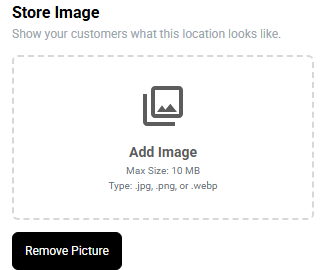 Store Image
Show your customers what this location looks like.
Add Image
Max Size: 10 MB
Type: .jpg, .png, or .webp
Remove Picture